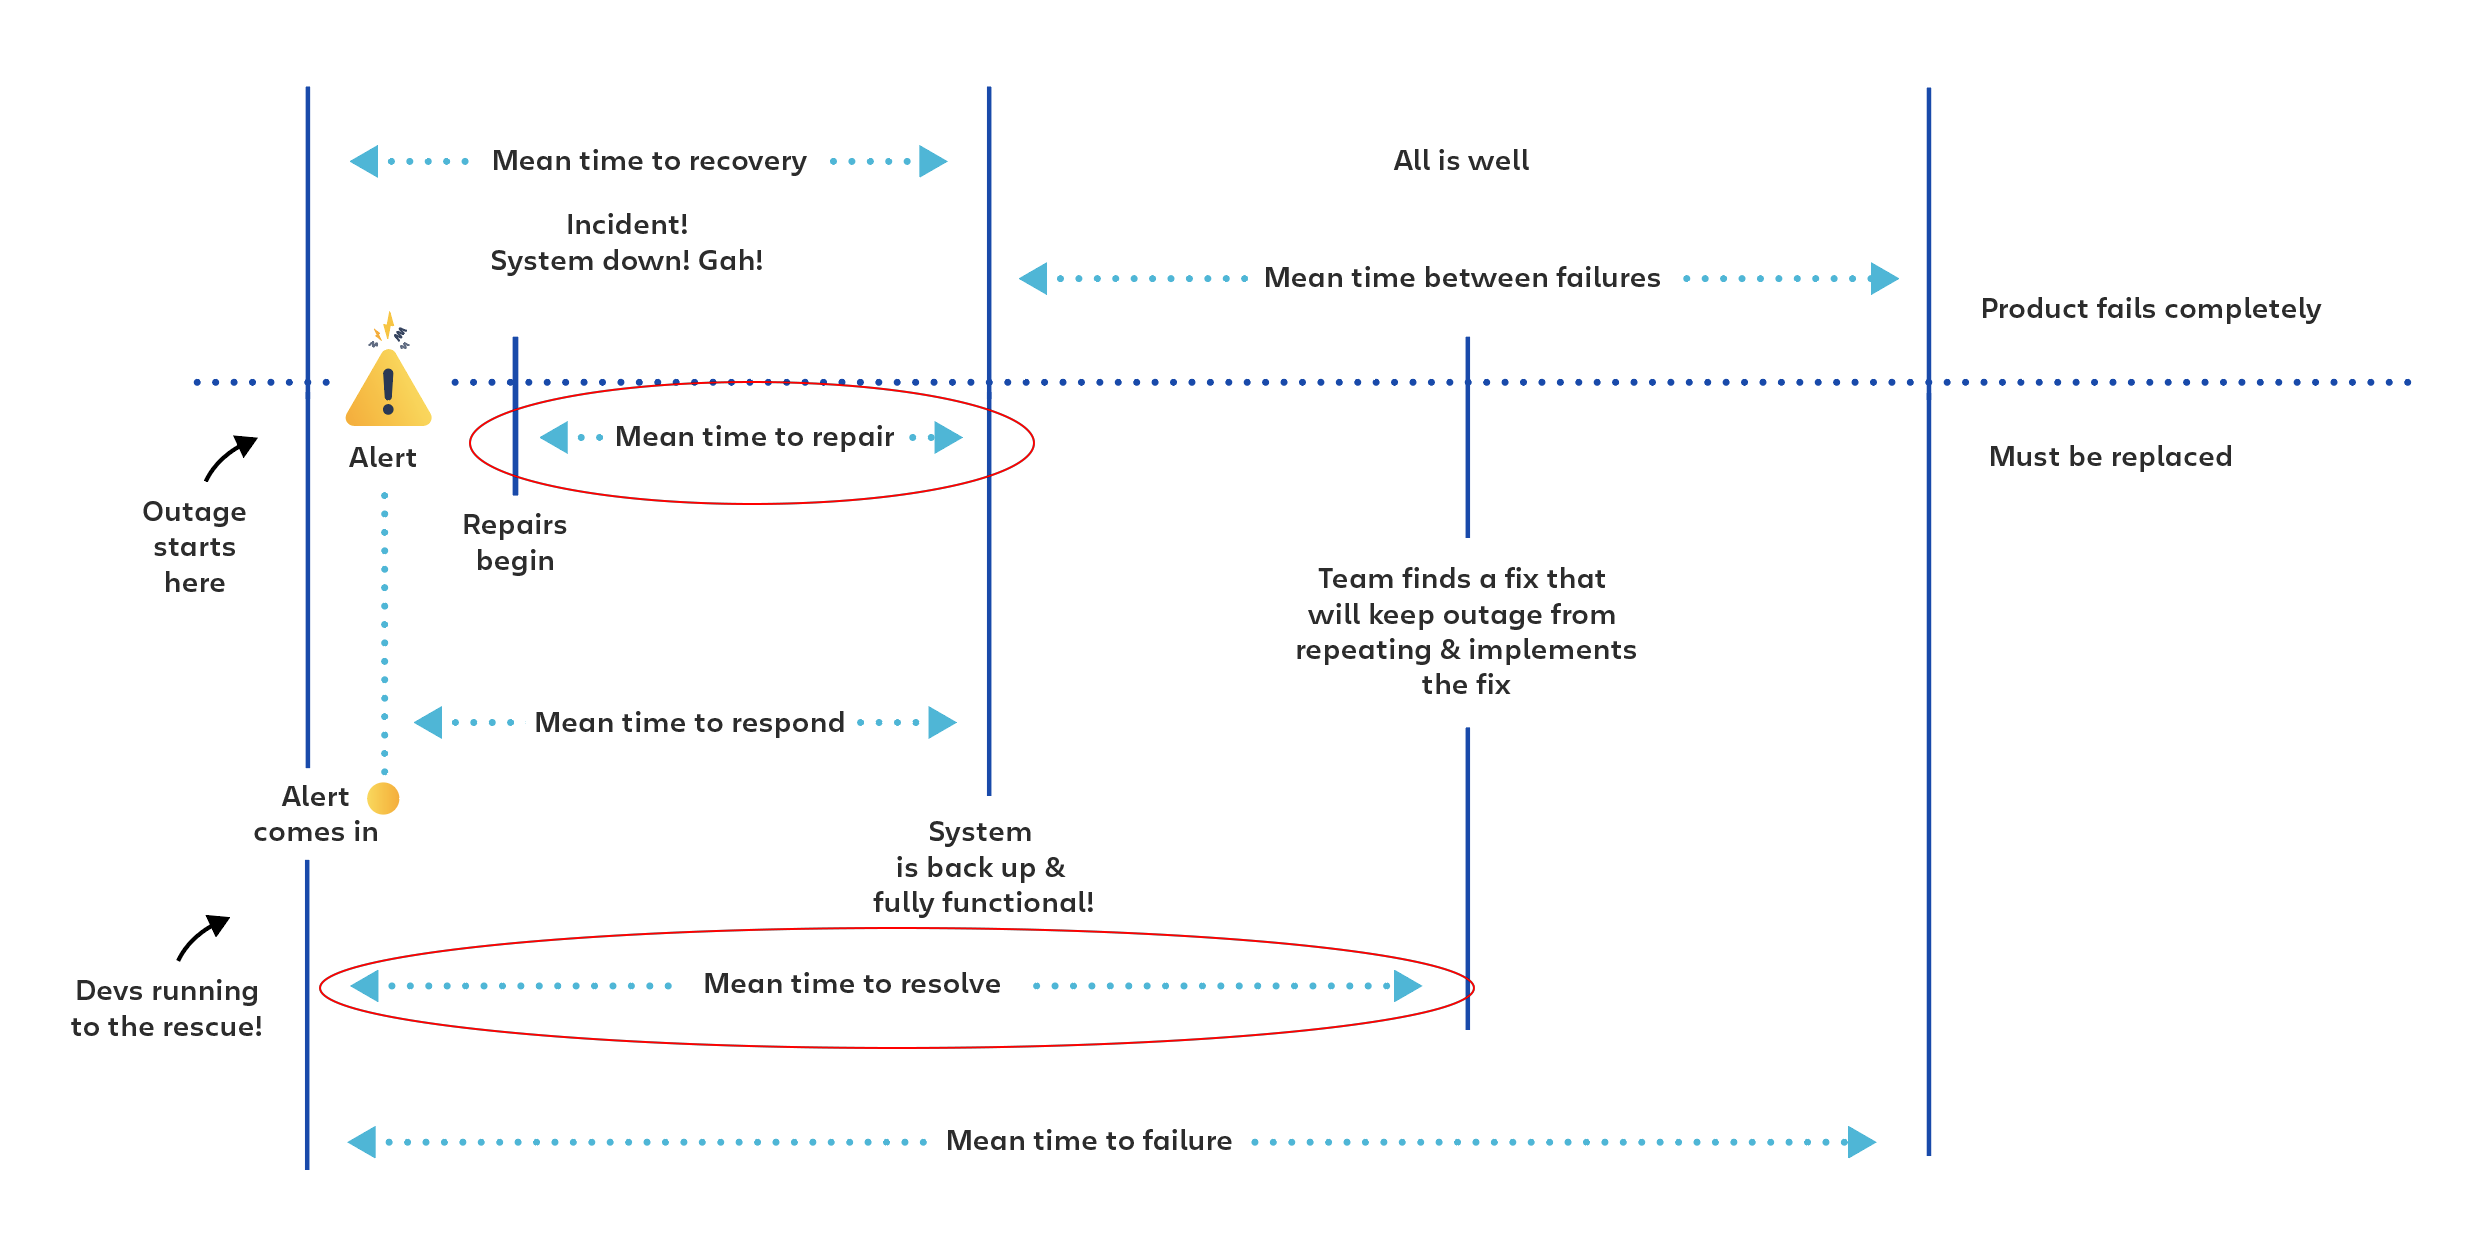 Mean time to recovery
All is well
Incident!
System down! Gah!
Mean time between failures
Product fails completely
Mean time to repair
Alert
Must be replaced
Outage
starts
here
Repairs
begin
Team finds a fix that
will keep outage from
repeating & implements
the fix
Mean time to respond
Alert
comes in
System
is back up &
fully functional!
Devs running
to the rescue!
Mean time to resolve
Mean time to failure